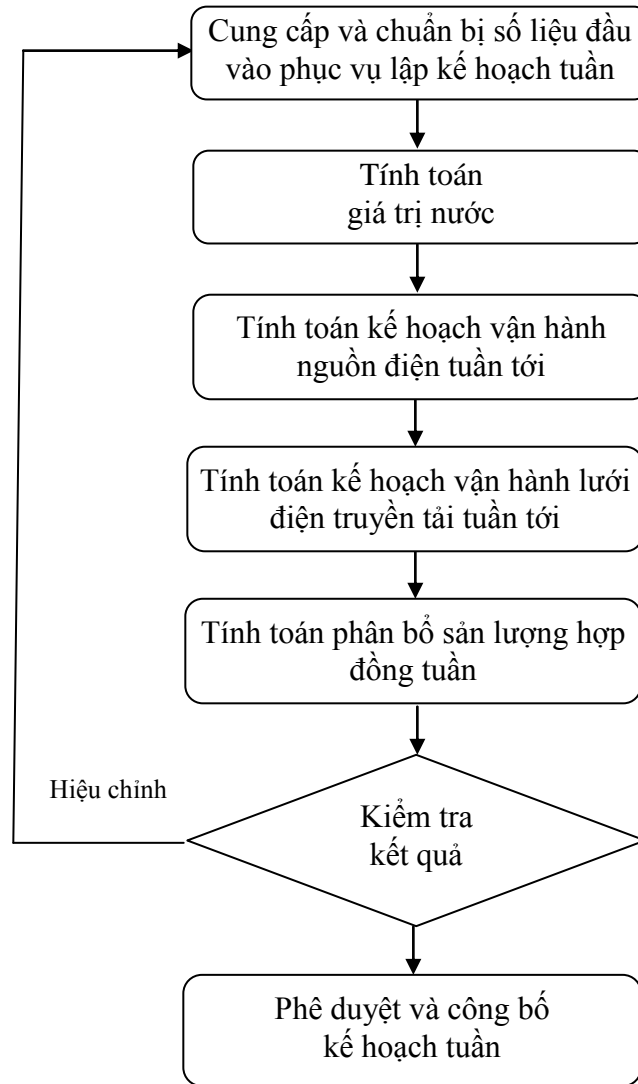 Cung cấp và chuẩn bị số liệu đầu
vào phục vụ lập kế hoạch tuần
Tính toán
giá trị nước
Tính toán kế hoạch vận hành
nguồn điện tuần tới
Tính toán kế hoạch vận hành lưới
điện truyền tải tuần tới
Tính toán phân bổ sản lượng hợp
đồng tuần
Hiệu chỉnh
Kiểm tra
kết quả
Phê duyệt và công bố
kế hoạch tuần